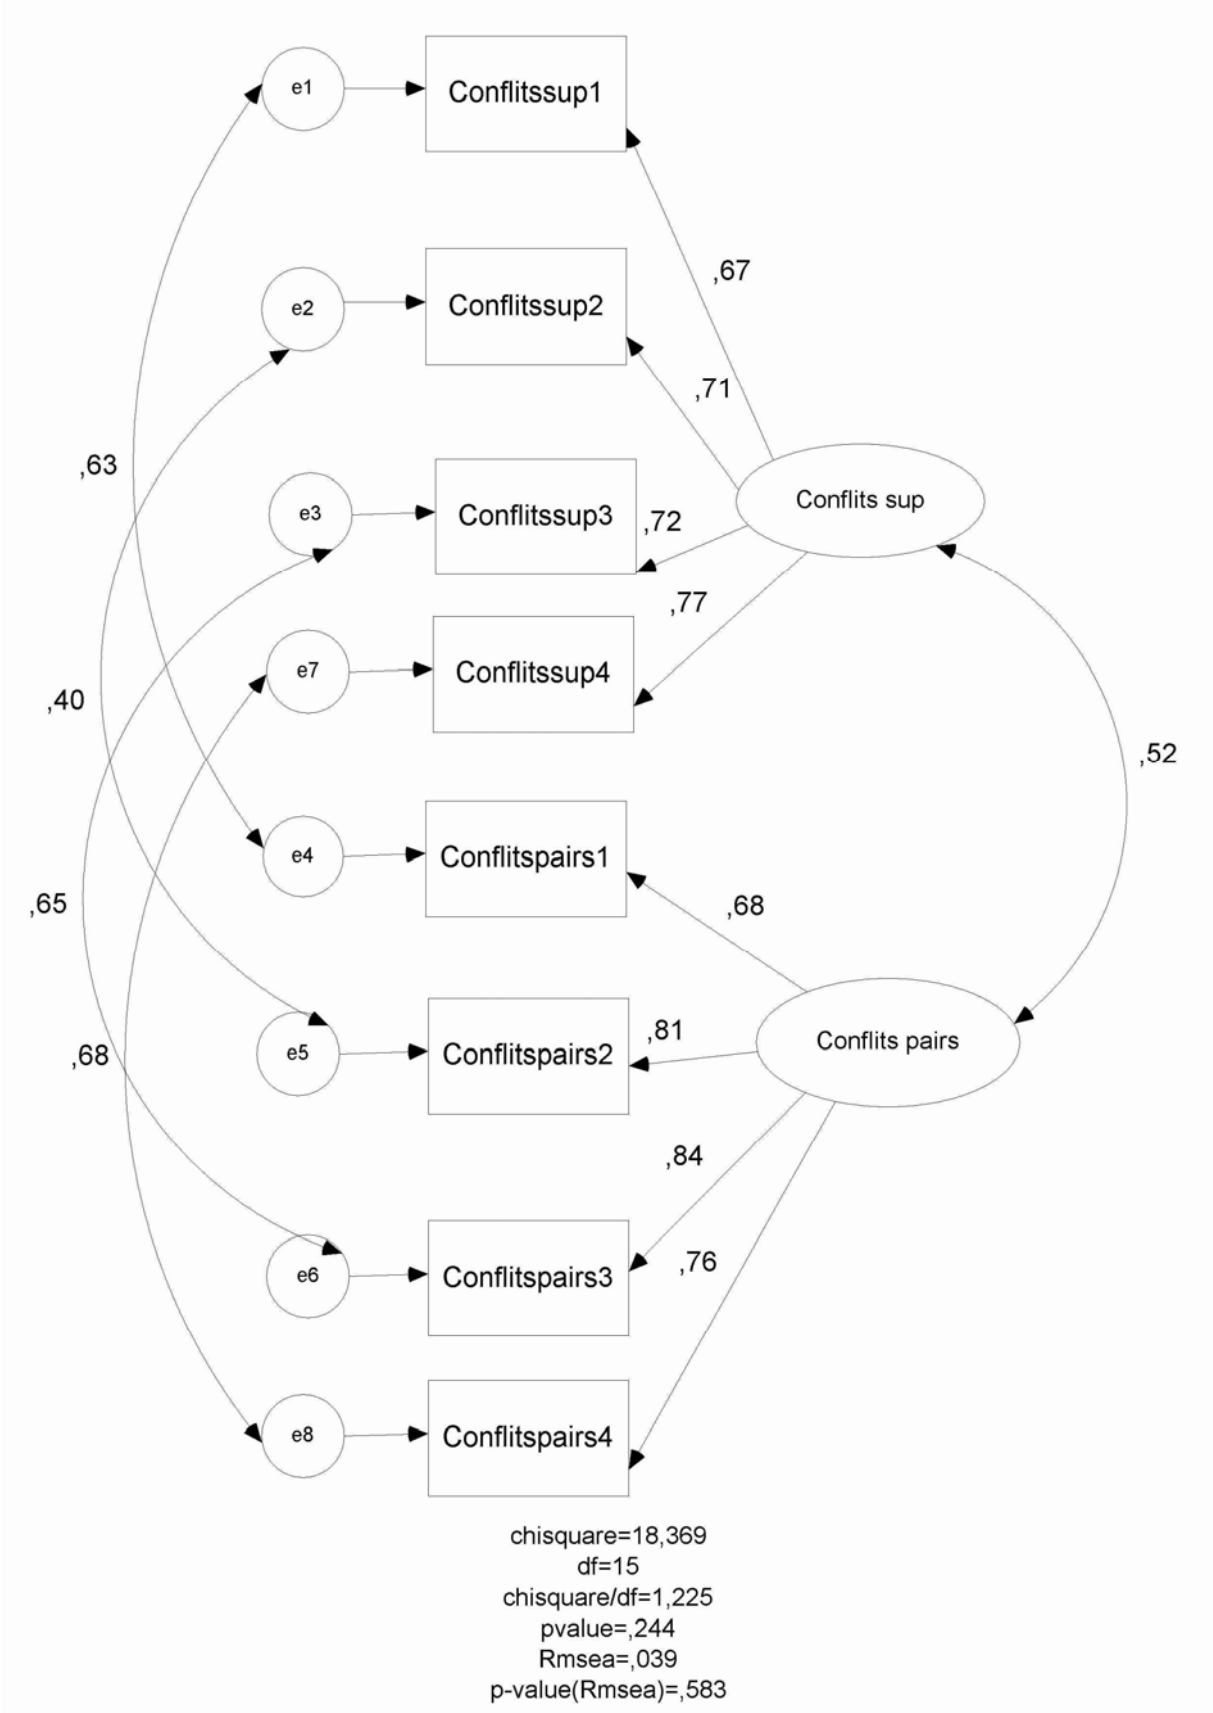 e1
Conflitssup1
,67
e2
Conflitssup2
,71
,63
e3
Conflitssup3
,72
Conflits sup
,77
e7
Conflitssup4
,40
,52
e4
Conflitspairs1
,68
,65
e5
Conflitspairs2
,81
Conflits pairs
,68
,84
e6
Conflitspairs3
,76
e8
Conflitspairs4
chisquare=18,369
df=15
chisquare/df=1,225
pvalue=,244
Rmsea=,039
p-value(Rmsea)=,583